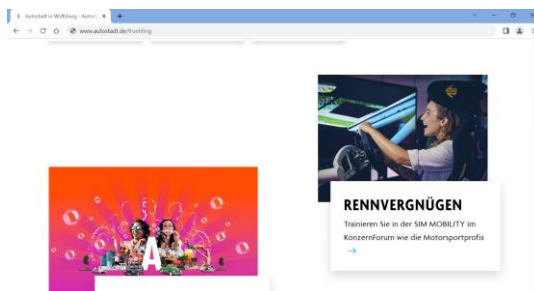 Autostadt in Wolfsburg - Autost
www.autostadt.de/fruehling
A
RENNVERGNÜGEN
Trainieren Sie in der SIM MOBILITY im
KonzernForum wie die Motorsportprofis